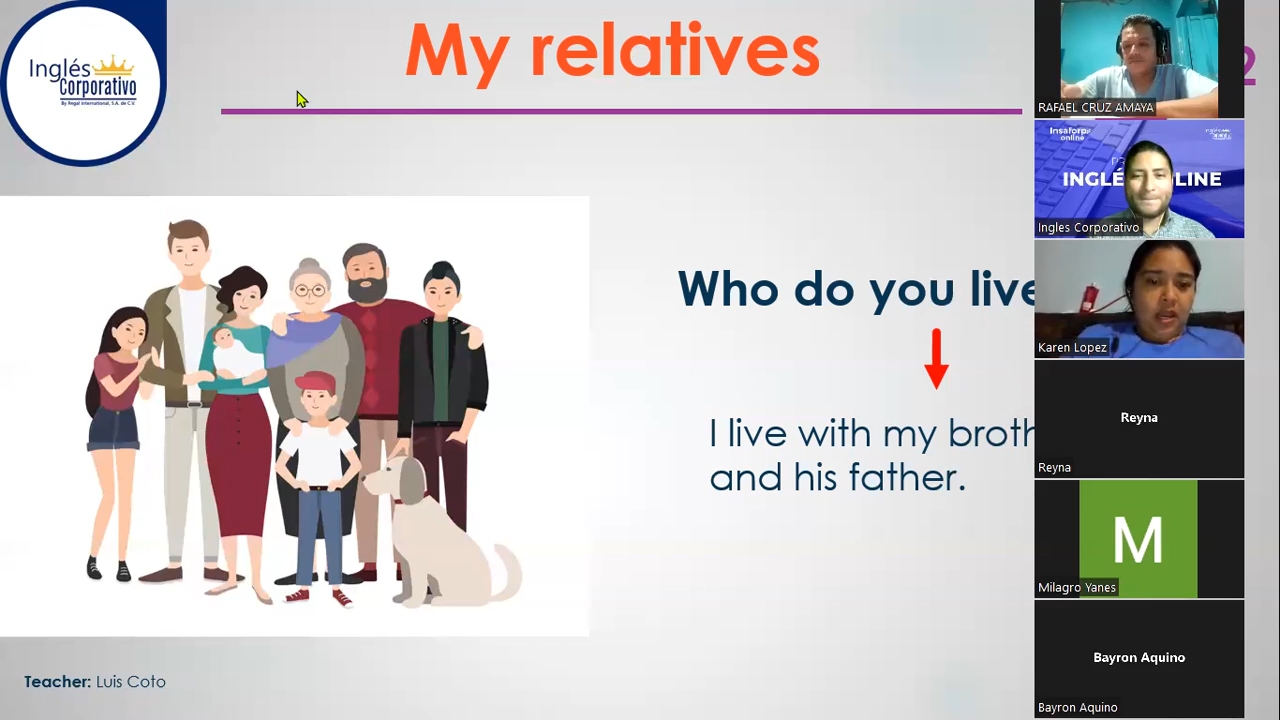 My relatives
2
Inglés
Corporativo
By Regal International, S.A. de C.V.
Who do you live
I live with my broth
and his father.
Teacher: Luis Coto
RAFAEL CRUZ AMAYA
Insaforp
online
INGLÉ LINE
Ingles Corporativo
Karen Lopez
Reyna
Reyna
M
Milagro Yanes
Bayron Aquino
Bayron Aquino